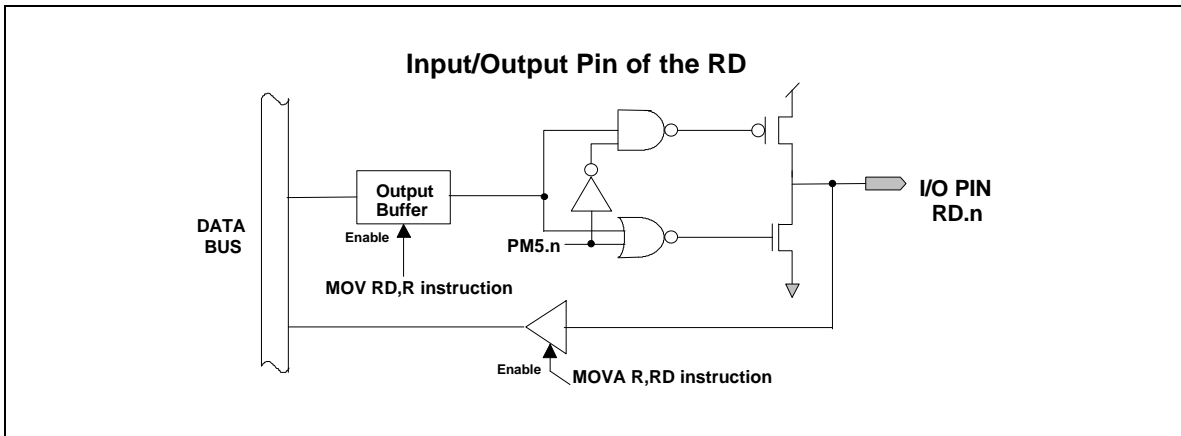 Input/Output Pin of the RD
Output
Buffer
I/O PIN
RD.n
DATA
BUS
Enable
PM5.n
MOV RD,R instruction
Enable
MOVA R,RD instruction